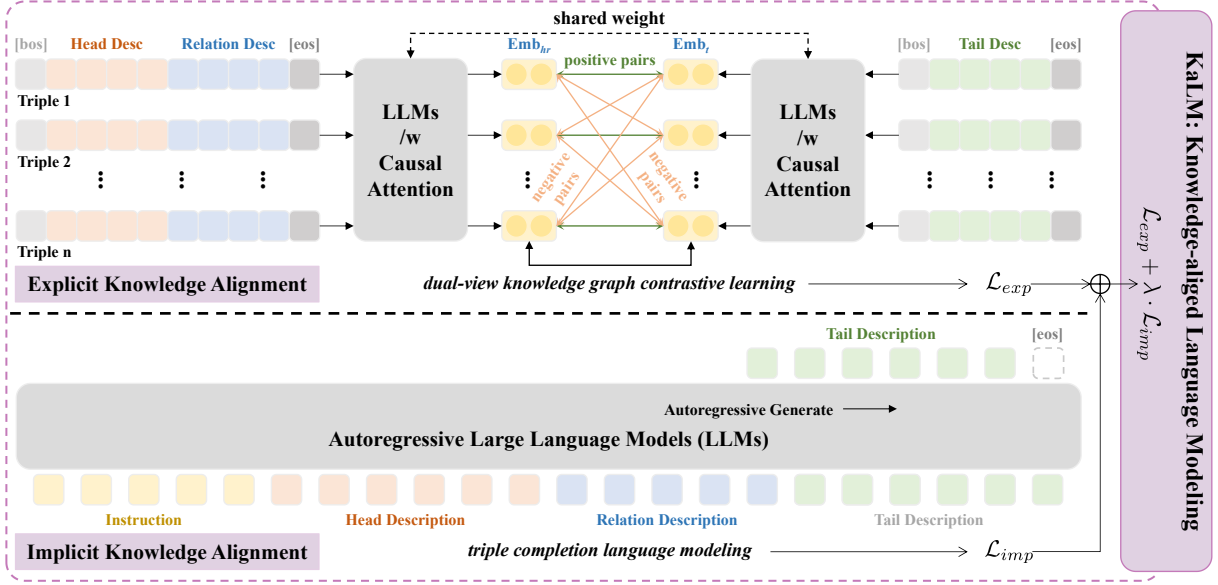 shared weight
[bos] Head Desc Relation Desc [eos]
Emb_hr
Emb_t
[bos] Tail Desc [eos]
positive pairs
Triple 1
Triple 2
Triple n
LLMs
/w
Causal
Attention
negative
pairs
negative
pairs
LLMs
/w
Causal
Attention
Explicit Knowledge Alignment
dual-view knowledge graph contrastive learning
ℒ_exp
Tail Description [eos]
Autoregressive Generate
Autoregressive Large Language Models (LLMs)
Instruction Head Description Relation Description Tail Description
Implicit Knowledge Alignment
triple completion language modeling
ℒ_imp
ℒ_exp + λ · ℒ_imp
KaLM: Knowledge-aliged Language Modeling